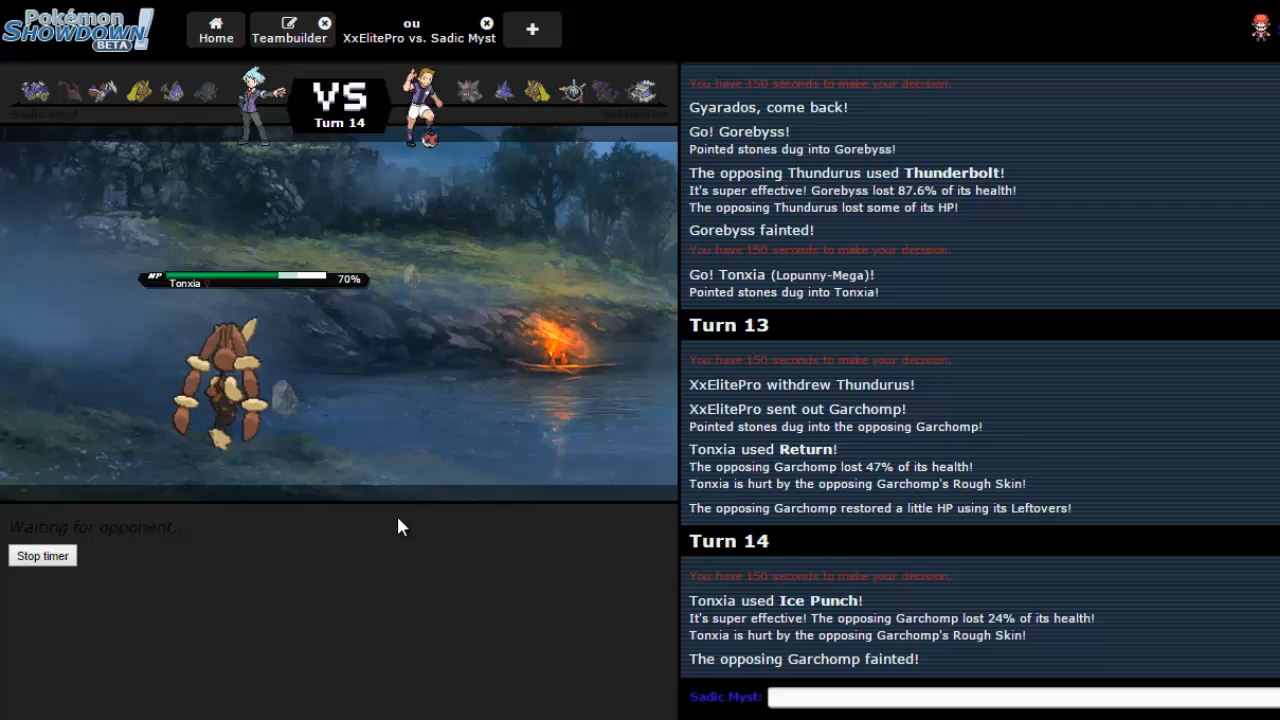 Pokémon
SHOWDOWN!
BETA
Home
Teambuilder
ou
XxElitePro vs. Sadic Myst
+
VS
Turn 14
Sadic Myst
XxElitePro
MP
70%
Tonxia
Waiting for opponent...
Stop timer
You have 150 seconds to make your decision.
Gyarados, come back!
Go! Gorebyss!
Pointed stones dug into Gorebyss!
The opposing Thundurus used Thunderbolt!
It's super effective! Gorebyss lost 87.6% of its health!
The opposing Thundurus lost some of its HP!
Gorebyss fainted!
You have 150 seconds to make your decision.
Go! Tonxia (Lopunny-Mega)!
Pointed stones dug into Tonxia!
Turn 13
You have 150 seconds to make your decision.
XxElitePro withdrew Thundurus!
XxElitePro sent out Garchomp!
Pointed stones dug into the opposing Garchomp!
Tonxia used Return!
The opposing Garchomp lost 47% of its health!
Tonxia is hurt by the opposing Garchomp's Rough Skin!
The opposing Garchomp restored a little HP using its Leftovers!
Turn 14
You have 150 seconds to make your decision.
Tonxia used Ice Punch!
It's super effective! The opposing Garchomp lost 24% of its health!
Tonxia is hurt by the opposing Garchomp's Rough Skin!
The opposing Garchomp fainted!
Sadic Myst: